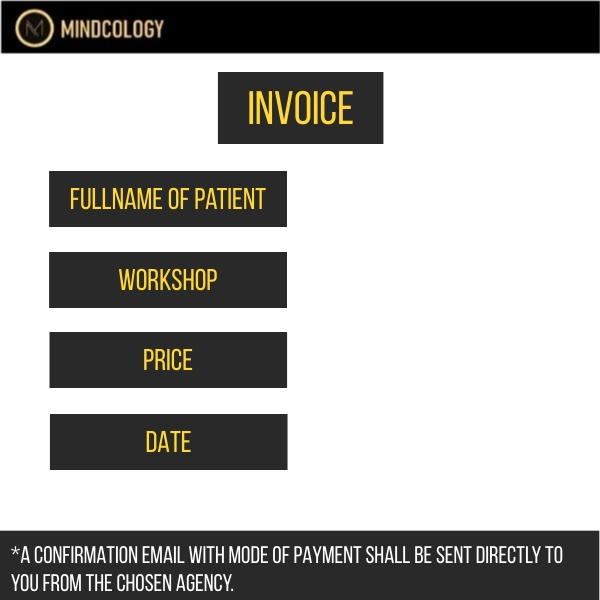 MINDCOLOGY
INVOICE
FULLNAME OF PATIENT
WORKSHOP
PRICE
DATE
*A CONFIRMATION EMAIL WITH MODE OF PAYMENT SHALL BE SENT DIRECTLY TO
YOU FROM THE CHOSEN AGENCY.